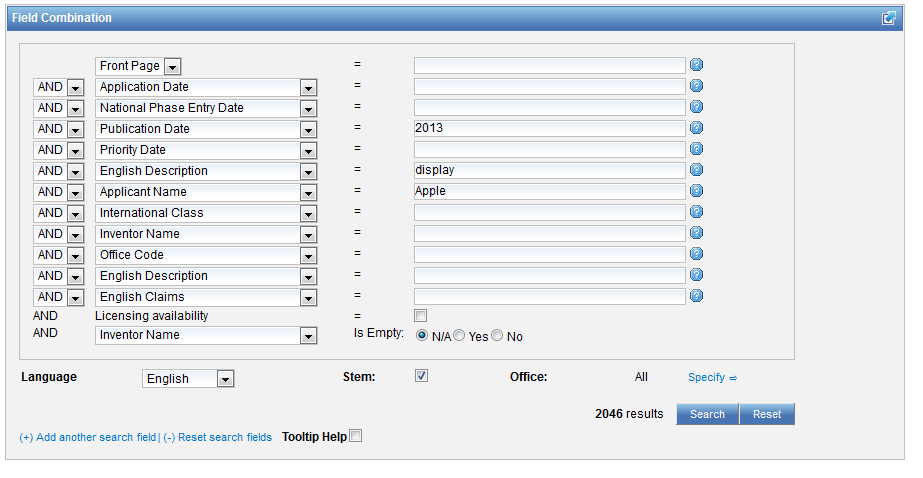 Field Combination
Front Page =
AND Application Date =
AND National Phase Entry Date =
AND Publication Date = 2013
AND Priority Date =
AND English Description = display
AND Applicant Name = Apple
AND International Class =
AND Inventor Name =
AND Office Code =
AND English Description =
AND English Claims =
AND Licensing availability =
AND Inventor Name Is Empty: N/A Yes No
Language English Stem: Office: All Specify ⇨
2046 results Search Reset
(+) Add another search field | (-) Reset search fields Tooltip Help